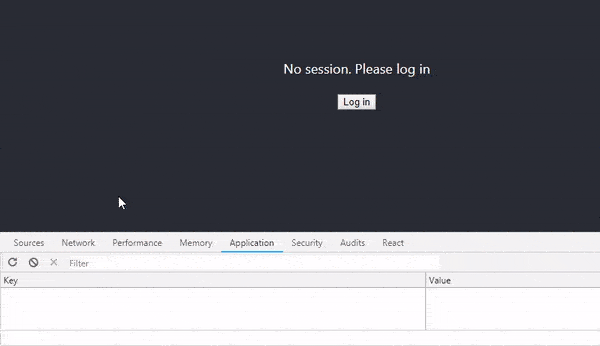 No session. Please log in
Log in
Sources Network Performance Memory Application Security Audits React
Filter
Key Value